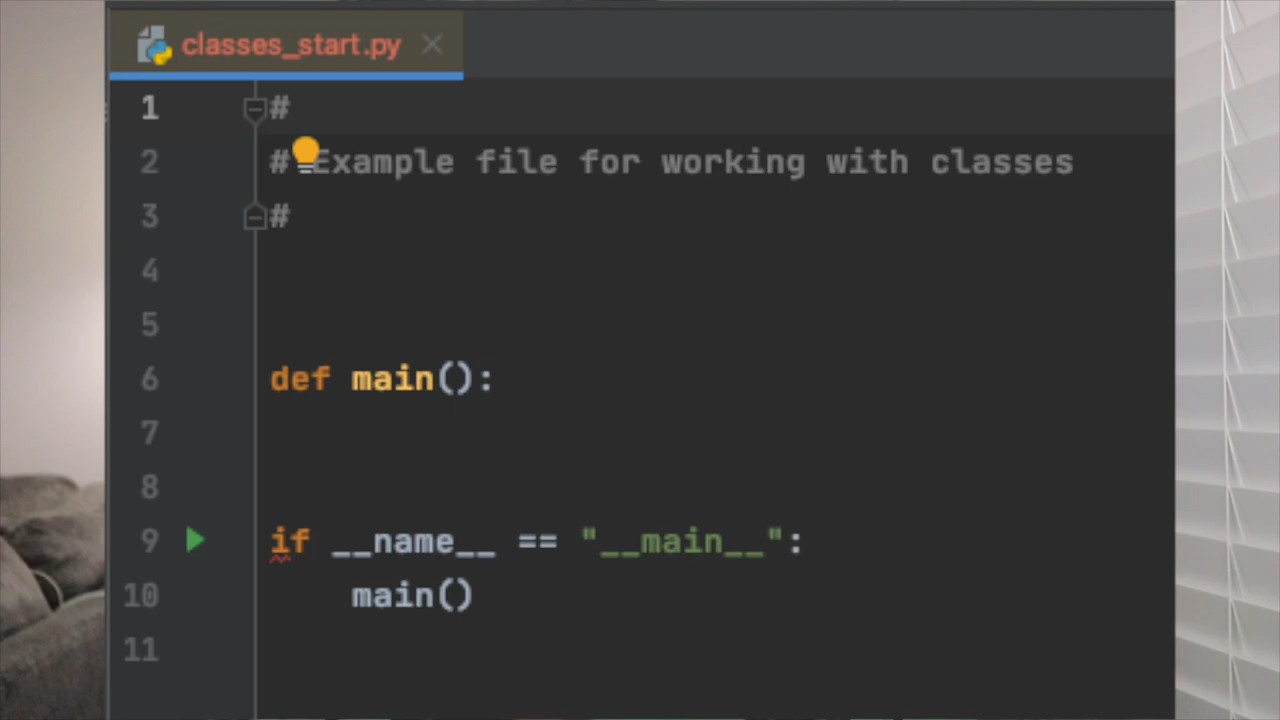 classes_start.py
1 #
2 # Example file for working with classes
3 #
4
5
6 def main():
7
8
9 if __name__ == "__main__":
10     main()
11